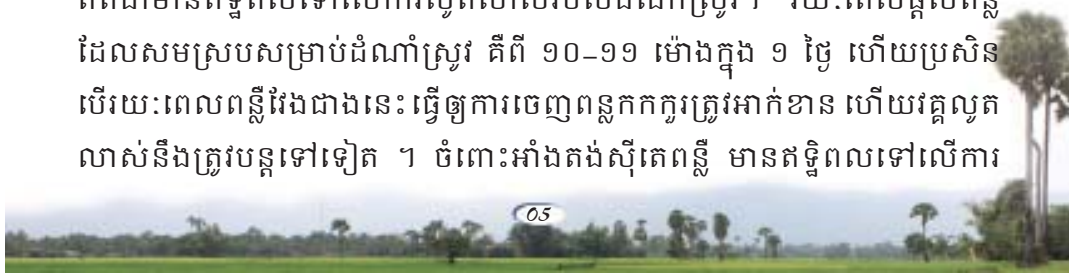 ដែលសមស្របសម្រាប់ដំណាំស្រូវ គឺពី ១០–១១ ម៉ោងក្នុង ១ ថ្ងៃ ហើយប្រសិន
បើរយៈពេលពន្លឺវែងជាងនេះ ធ្វើឲ្យការចេញពន្លកកកួរត្រូវអាក់ខាន ហើយវគ្គលូត
លាស់នឹងត្រូវបន្តទៅទៀត ។ ចំពោះអាំងតង់ស៊ីតេពន្លឺ មានឥទ្ធិពលទៅលើការ
05